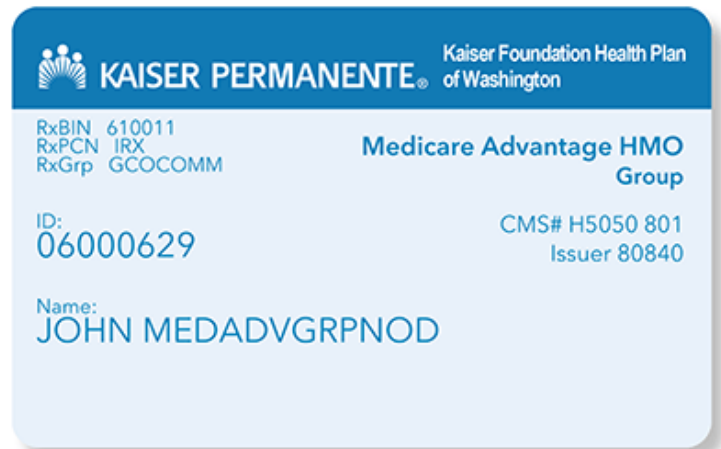 KAISER PERMANENTE®
Kaiser Foundation Health Plan
of Washington
RxBIN 610011
RxPCN IRX
RxGrp GCOCOMM
Medicare Advantage HMO
Group
ID:
06000629
CMS# H5050 801
Issuer 80840
Name:
JOHN MEDADVGRPNOD